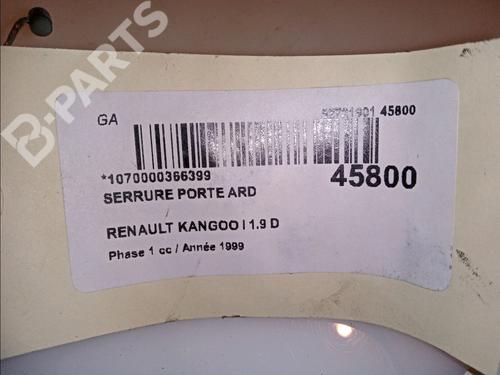 B-PARTS
GA
45800
*1070000366399
45800
SERRURE PORTE ARD
RENAULT KANGOO I 1.9 D
Phase 1 cc / Année 1999